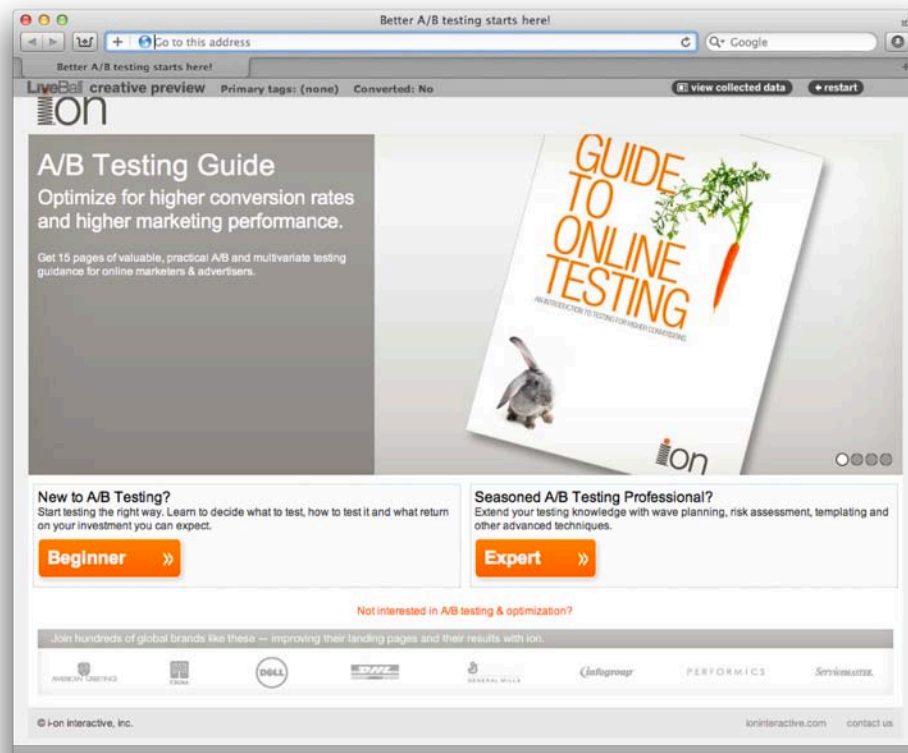 Better A/B testing starts here!
Go to this address
Google
Better A/B testing starts here!
LiveBall creative preview Primary tags: (none) Converted: No
view collected data
restart
ion
A/B Testing Guide
Optimize for higher conversion rates
and higher marketing performance.
Get 15 pages of valuable, practical A/B and multivariate testing
guidance for online marketers & advertisers.
GUIDE
TO
ONLINE
TESTING
AN INTRODUCTION TO TESTING FOR HIGHER CONVERSIONS
ion
New to A/B Testing?
Start testing the right way. Learn to decide what to test, how to test it and what return
on your investment you can expect.
Beginner »
Seasoned A/B Testing Professional?
Extend your testing knowledge with wave planning, risk assessment, templating and
other advanced techniques.
Expert »
Not interested in A/B testing & optimization?
Join hundreds of global brands like these — improving their landing pages and their results with ion.
AMERICAN GREETINGS
DELL
DHL
GENERAL MILLS
infogroup
PERFORMICS
SERVICEMASTER
© i-on interactive, inc.
ioninteractive.com contact us